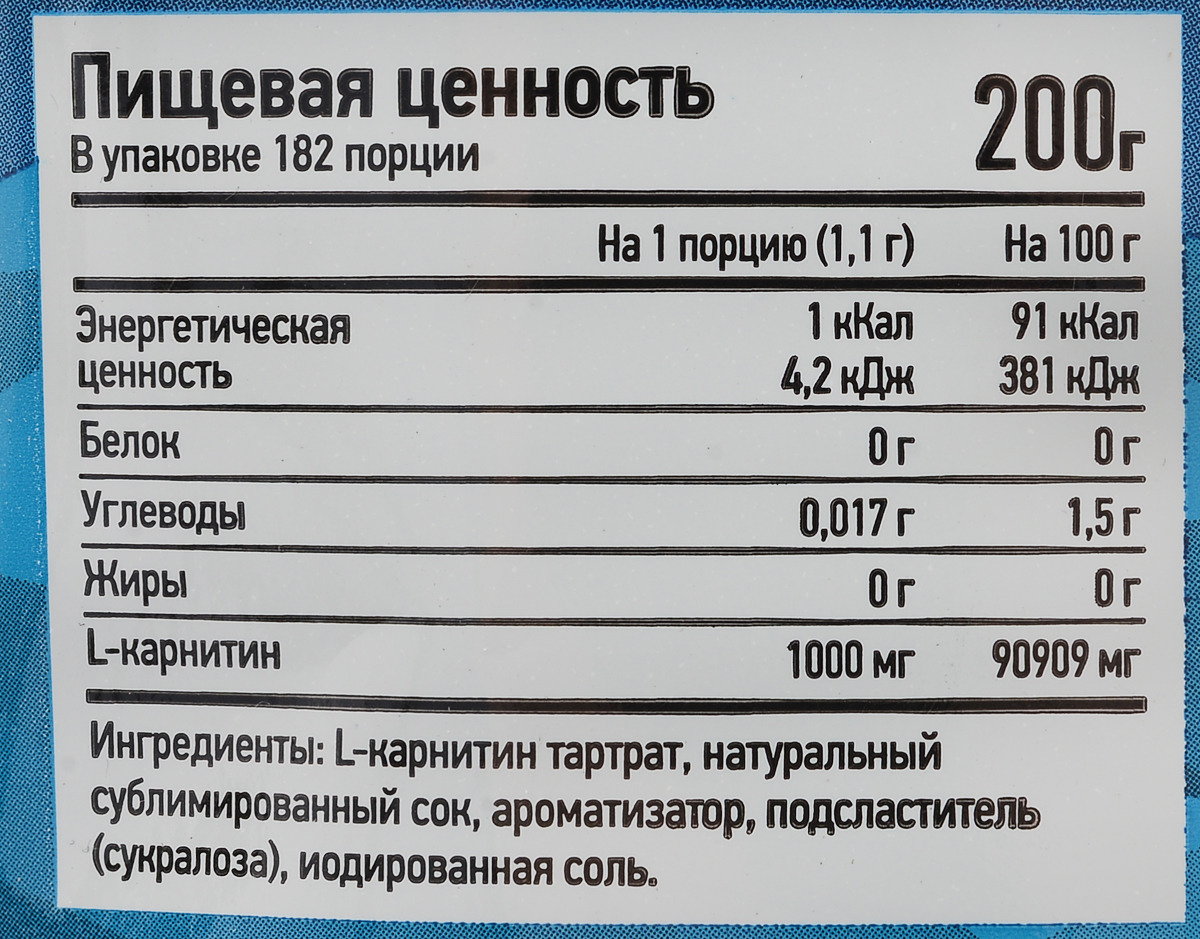 Пищевая ценность
В упаковке 182 порции
200г
На 1 порцию (1,1 г) На 100 г
Энергетическая 1 кКал 91 кКал
ценность 4,2 кДж 381 кДж
Белок 0 г 0 г
Углеводы 0,017 г 1,5 г
Жиры 0 г 0 г
L-карнитин 1000 мг 90909 мг
Ингредиенты: L-карнитин тартрат, натуральный
сублимированный сок, ароматизатор, подсластитель
(сукралоза), иодированная соль.